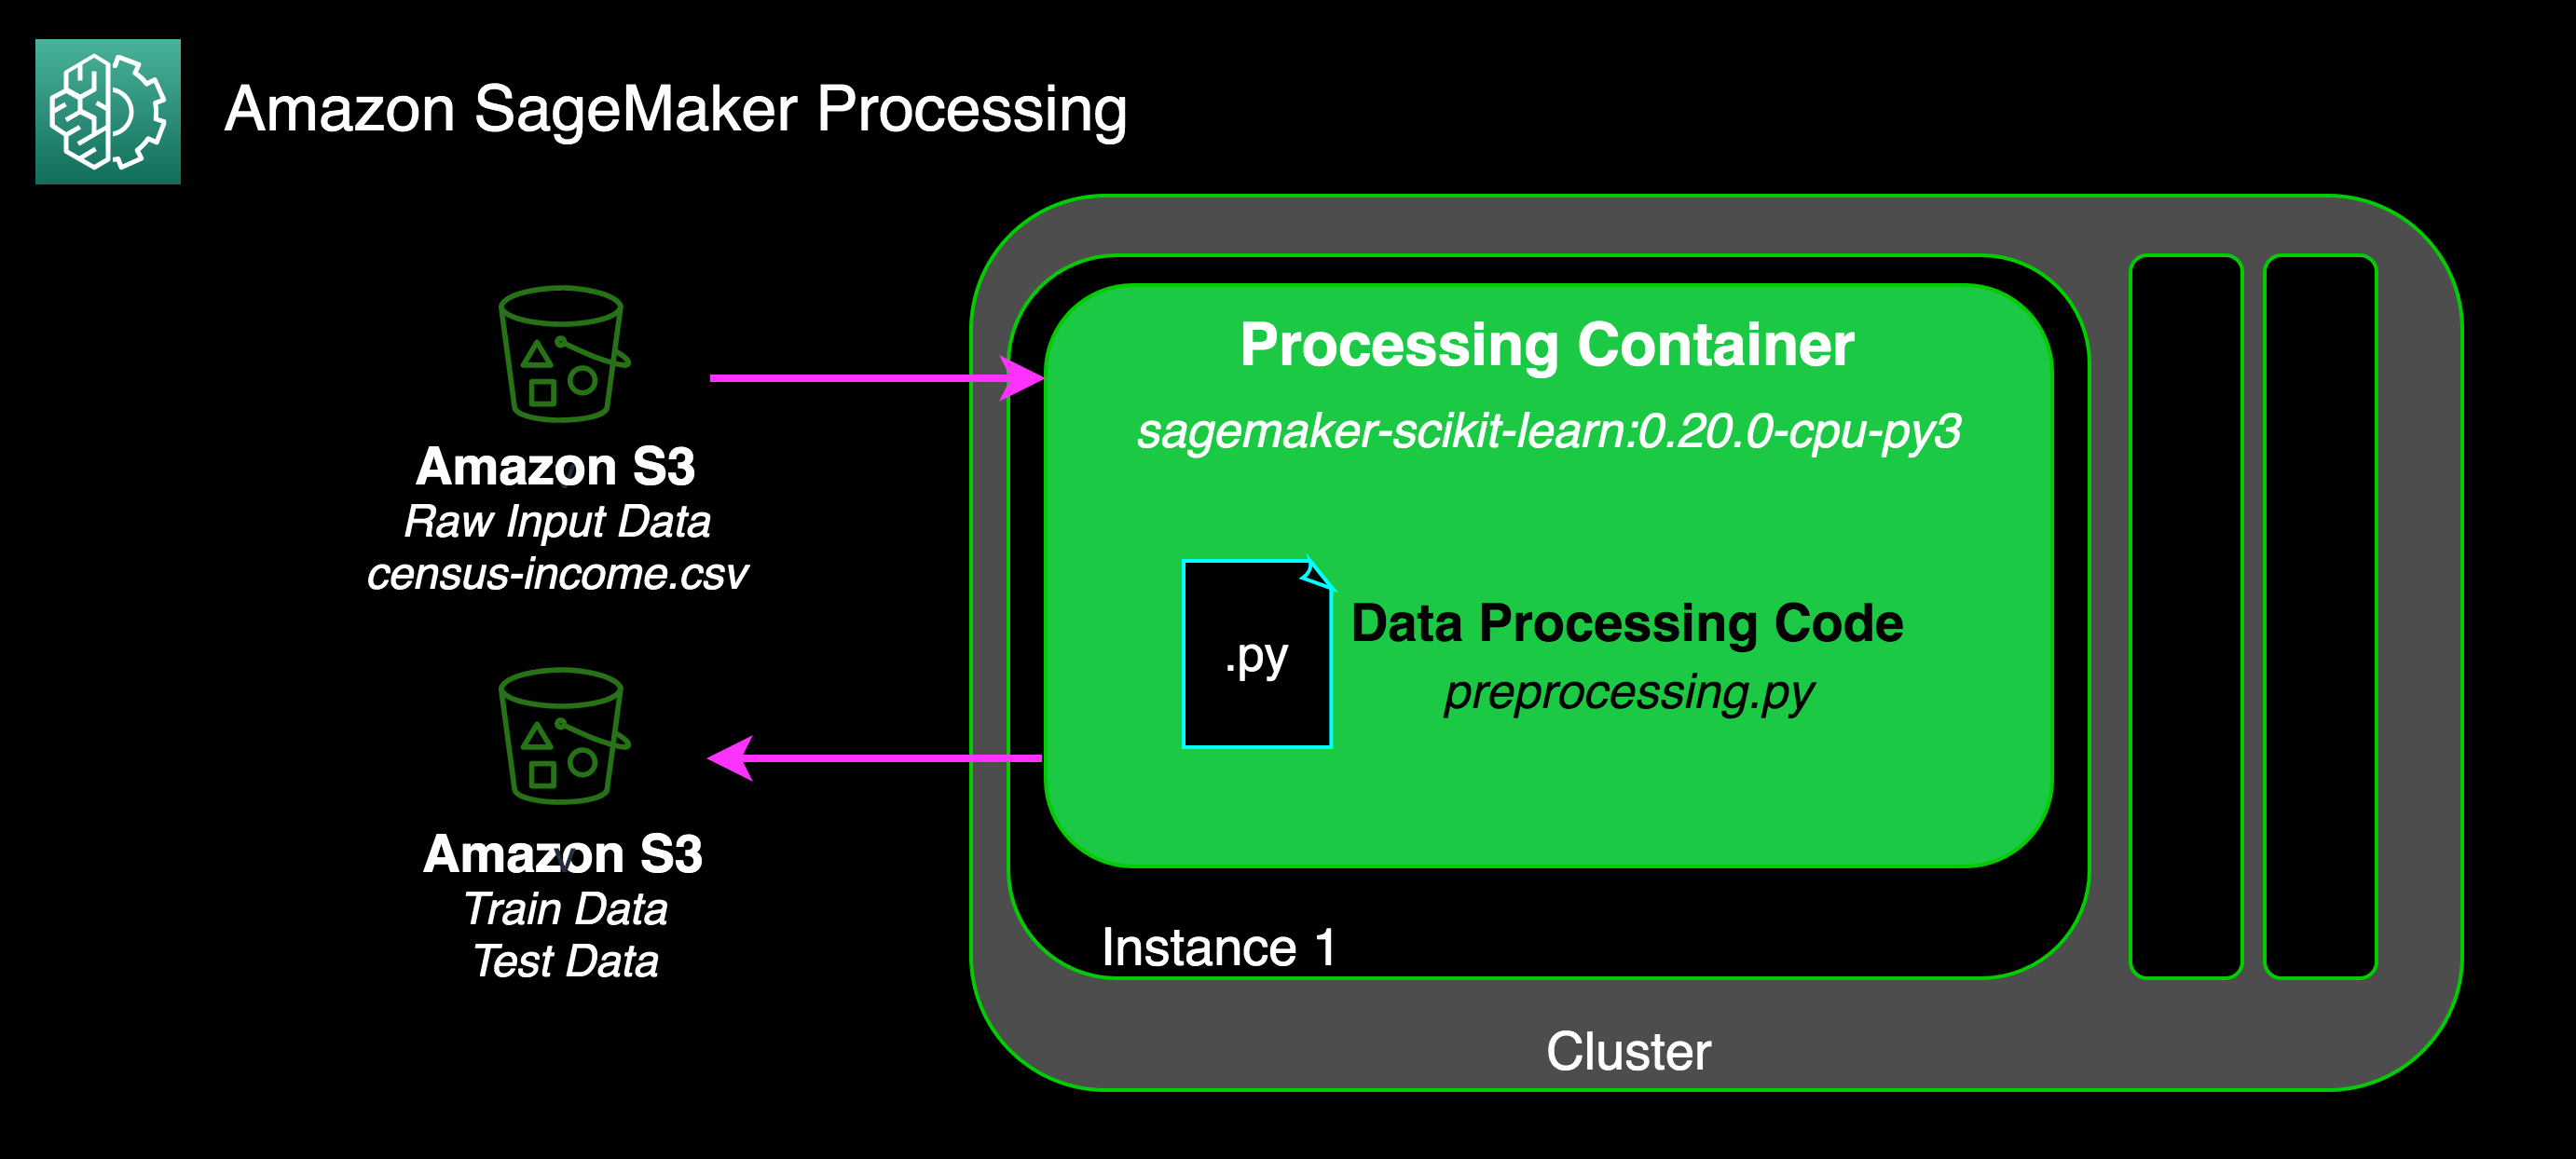 Amazon SageMaker Processing
Amazon S3
Raw Input Data
census-income.csv
Amazon S3
Train Data
Test Data
Processing Container
sagemaker-scikit-learn:0.20.0-cpu-py3
.py
Data Processing Code
preprocessing.py
Instance 1
Cluster